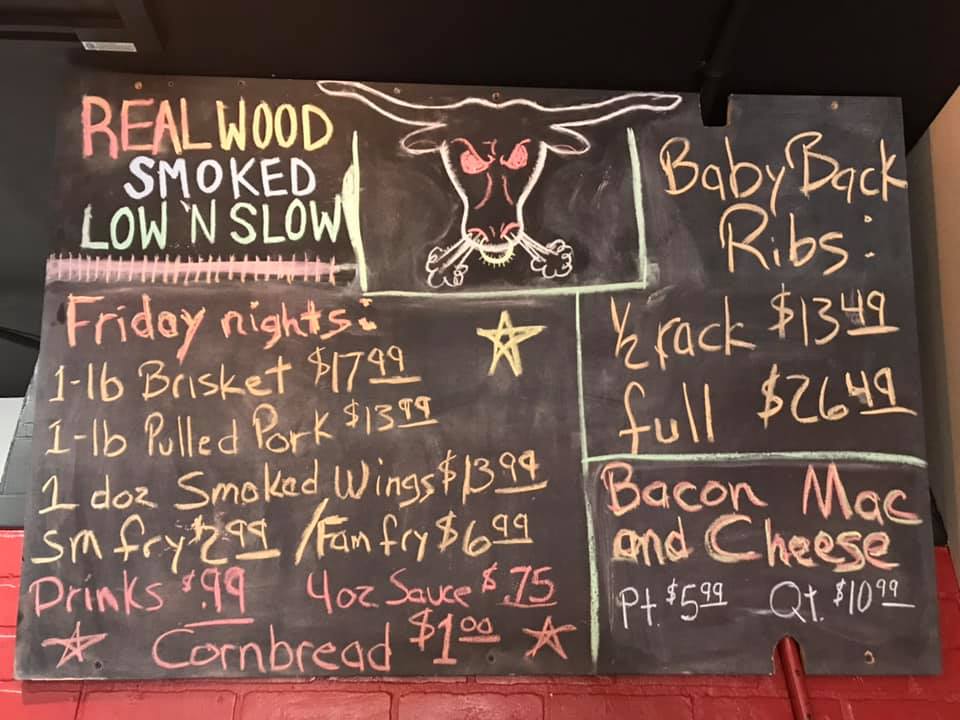 REAL WOOD
SMOKED
LOW 'N SLOW
Friday nights:
1-lb Brisket $17.99
1-lb Pulled Pork $13.99
1 doz Smoked Wings $13.99
sm fry $2.99 / Fam fry $6.99
Drinks $.99 4oz Sauce $.75
Cornbread $1.00
Baby Back
Ribs:
1/2 rack $13.49
full $26.49
Bacon Mac
and Cheese
Pt. $5.99 Qt. $10.99